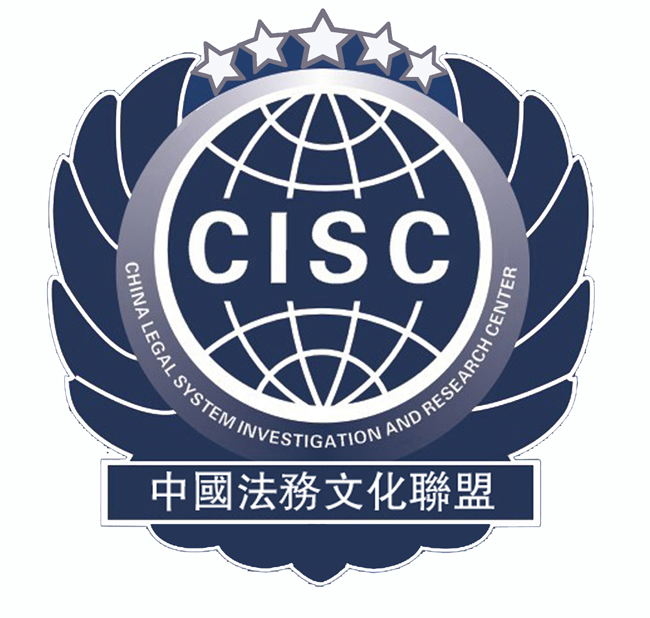 CISC
CHINA LEGAL SYSTEM INVESTIGATION AND RESEARCH CENTER
中國法務文化聯盟